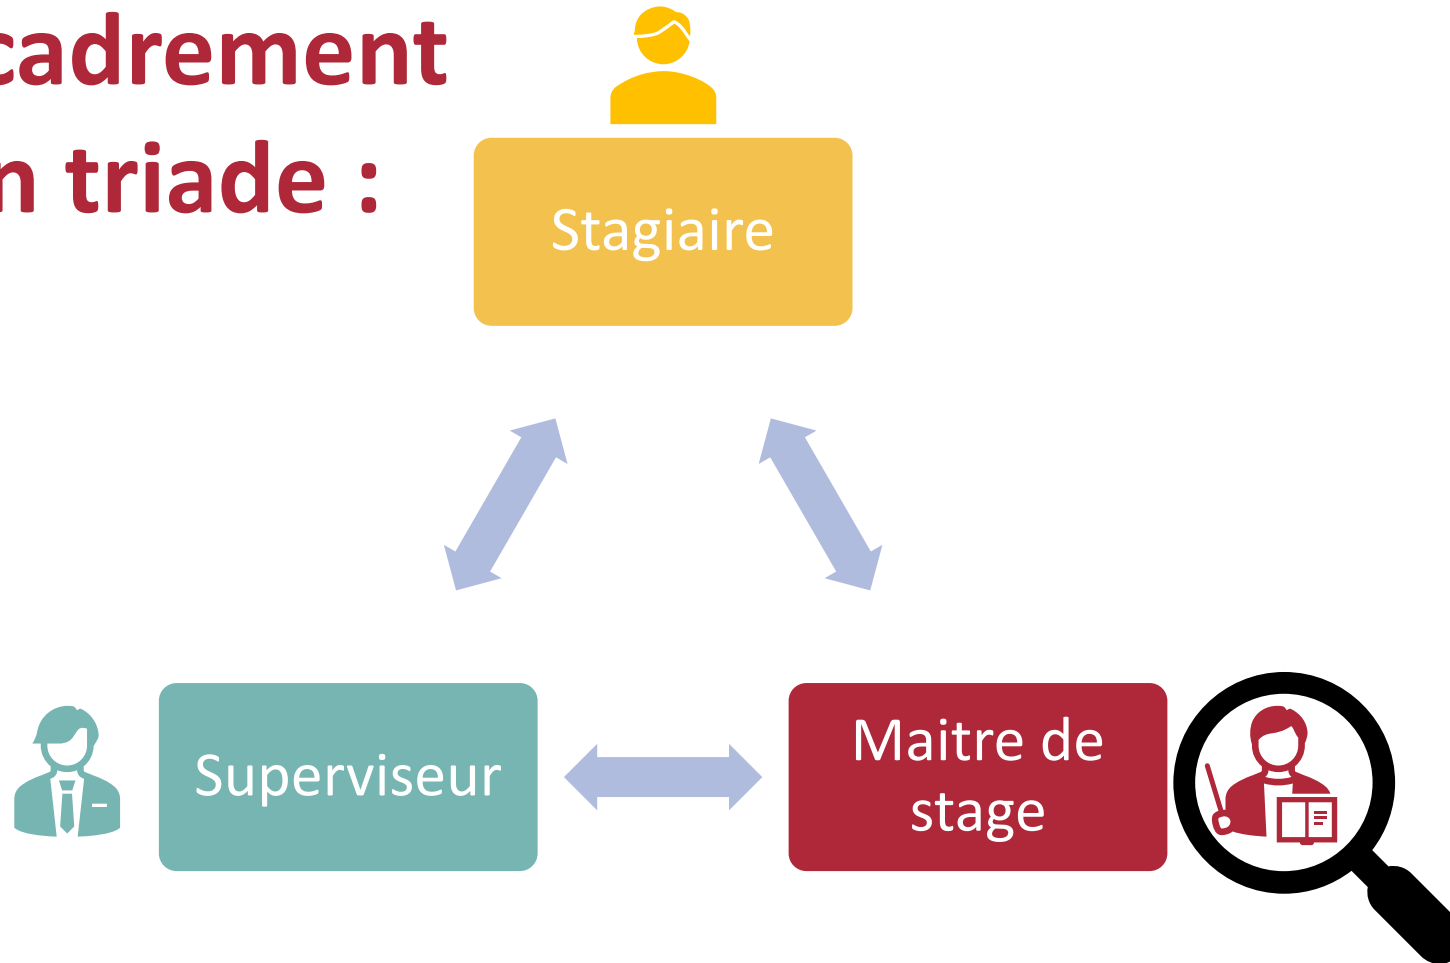 cadrement
n triade :
Stagiaire
Superviseur
Maitre de
stage